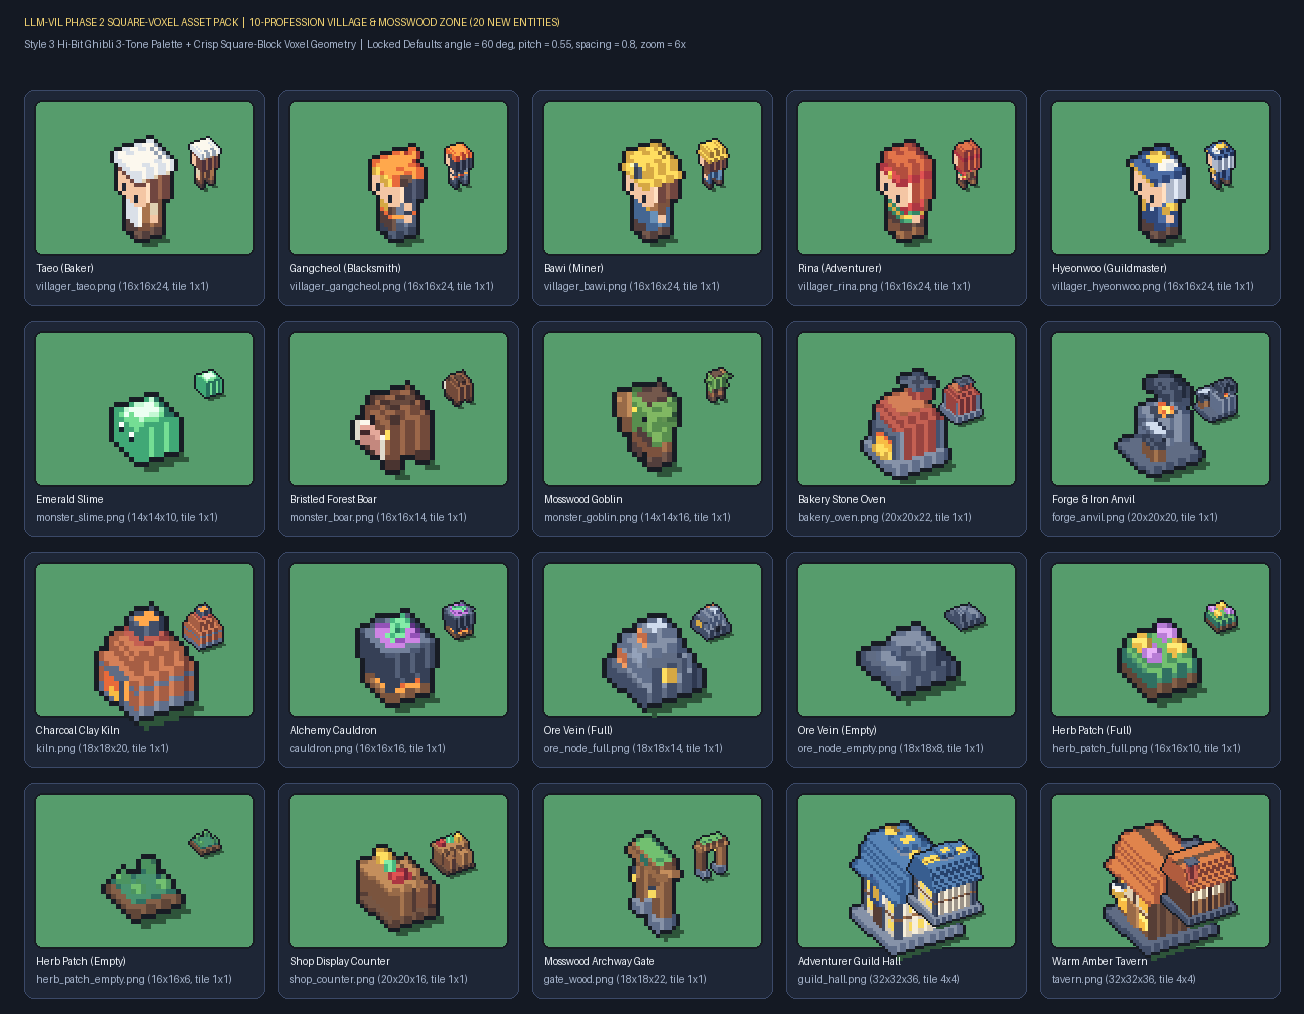 LLM-VIL PHASE 2 SQUARE-VOXEL ASSET PACK | 10-PROFESSION VILLAGE & MOSSWOOD ZONE (20 NEW ENTITIES)
Style 3 Hi-Bit Ghibli 3-Tone Palette + Crisp Square-Block Voxel Geometry | Locked Defaults: angle = 60 deg, pitch = 0.55, spacing = 0.8, zoom = 6x
Taeo (Baker)
villager_taeo.png (16x16x24, tile 1x1)
Gangcheol (Blacksmith)
villager_gangcheol.png (16x16x24, tile 1x1)
Bawi (Miner)
villager_bawi.png (16x16x24, tile 1x1)
Rina (Adventurer)
villager_rina.png (16x16x24, tile 1x1)
Hyeonwoo (Guildmaster)
villager_hyeonwoo.png (16x16x24, tile 1x1)
Emerald Slime
monster_slime.png (14x14x10, tile 1x1)
Bristled Forest Boar
monster_boar.png (16x16x14, tile 1x1)
Mosswood Goblin
monster_goblin.png (14x14x16, tile 1x1)
Bakery Stone Oven
bakery_oven.png (20x20x22, tile 1x1)
Forge & Iron Anvil
forge_anvil.png (20x20x20, tile 1x1)
Charcoal Clay Kiln
kiln.png (18x18x20, tile 1x1)
Alchemy Cauldron
cauldron.png (16x16x16, tile 1x1)
Ore Vein (Full)
ore_node_full.png (18x18x14, tile 1x1)
Ore Vein (Empty)
ore_node_empty.png (18x18x8, tile 1x1)
Herb Patch (Full)
herb_patch_full.png (16x16x10, tile 1x1)
Herb Patch (Empty)
herb_patch_empty.png (16x16x6, tile 1x1)
Shop Display Counter
shop_counter.png (20x20x16, tile 1x1)
Mosswood Archway Gate
gate_wood.png (18x18x22, tile 1x1)
Adventurer Guild Hall
guild_hall.png (32x32x36, tile 4x4)
Warm Amber Tavern
tavern.png (32x32x36, tile 4x4)